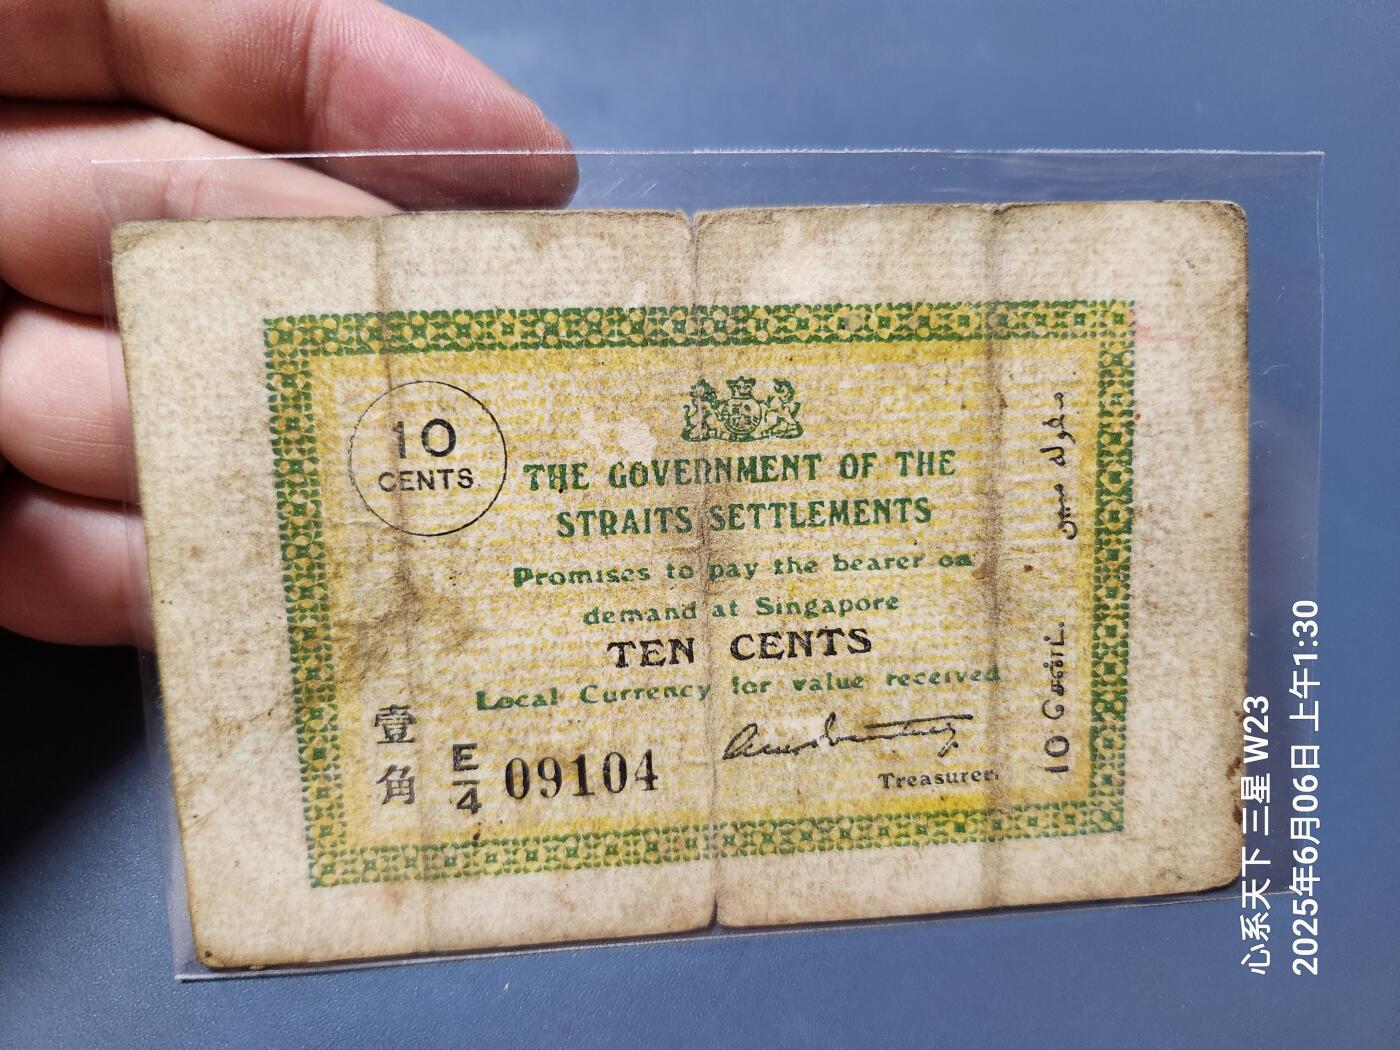 10
CENTS.
THE GOVERNMENT OF THE
STRAITS SETTLEMENTS
Promises to pay the bearer on
demand at Singapore
TEN CENTS
Local Currency for value received
壹
角
E/4 09104
Treasurer.
سڤوله سين
10 சென்ட்.
心系天下 三星 W23
2025年6月06日 上午1:30